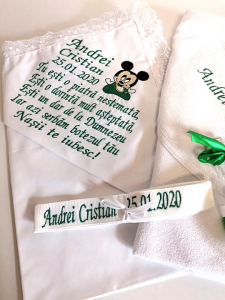 Andrei
Cristian
25.01.2020
Tu ești o piatră nestemată,
Ești o dorință mult așteptată,
Ești un dar de la Dumnezeu
Iar azi serbăm botezul tău
Nașii te iubesc!
Andrei
Andrei Cristian 25.01.2020